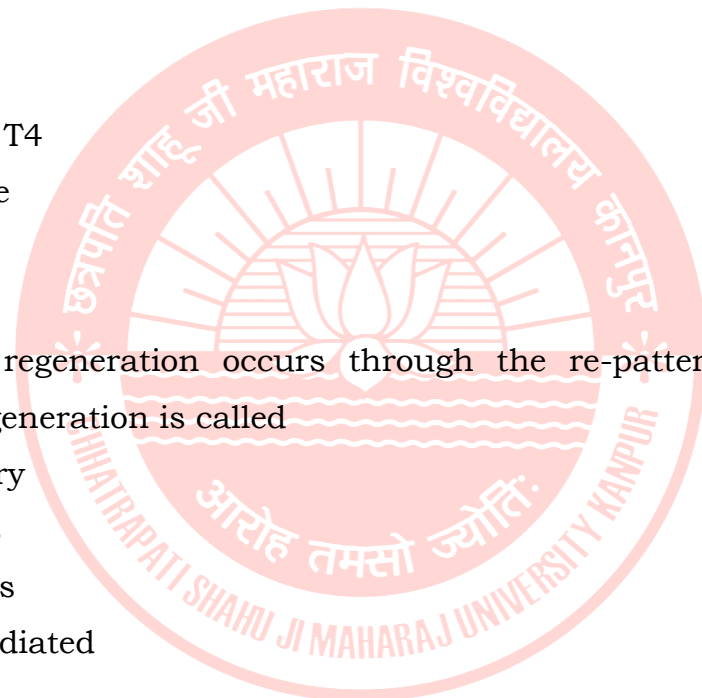 T4
e
regeneration occurs through the re-patter
generation is called
ry
s
diated
छत्रपति शाहू जी महाराज विश्वविद्यालय कानपुर
आरोह तमसो ज्योतिः
CHHATRAPATI SHAHU JI MAHARAJ UNIVERSITY KANPUR